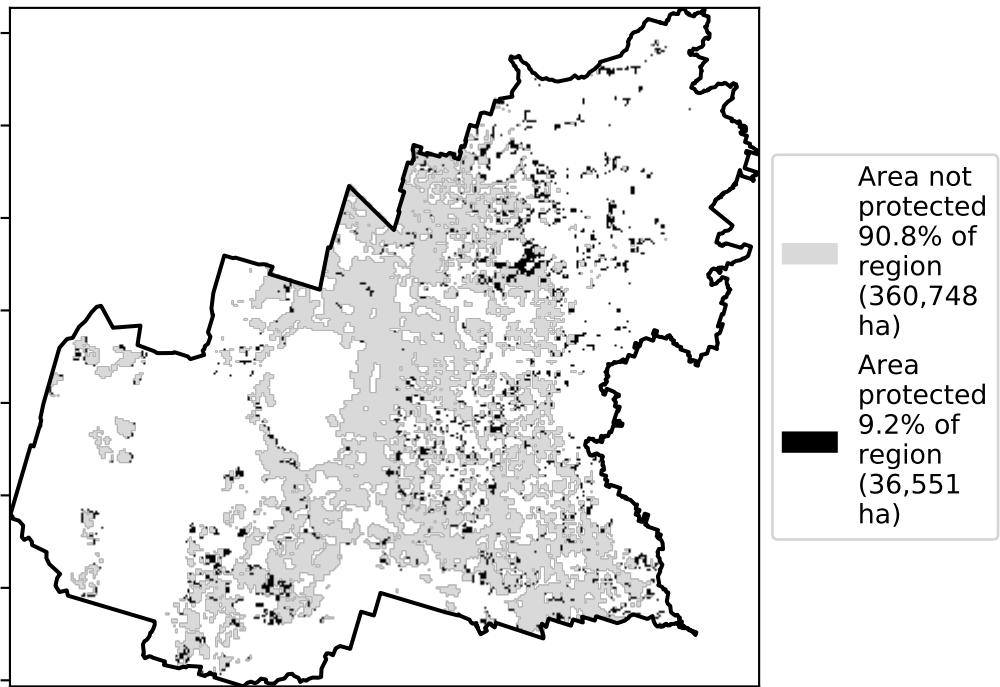 Area not
protected
90.8% of
region
(360,748
ha)
Area
protected
9.2% of
region
(36,551
ha)